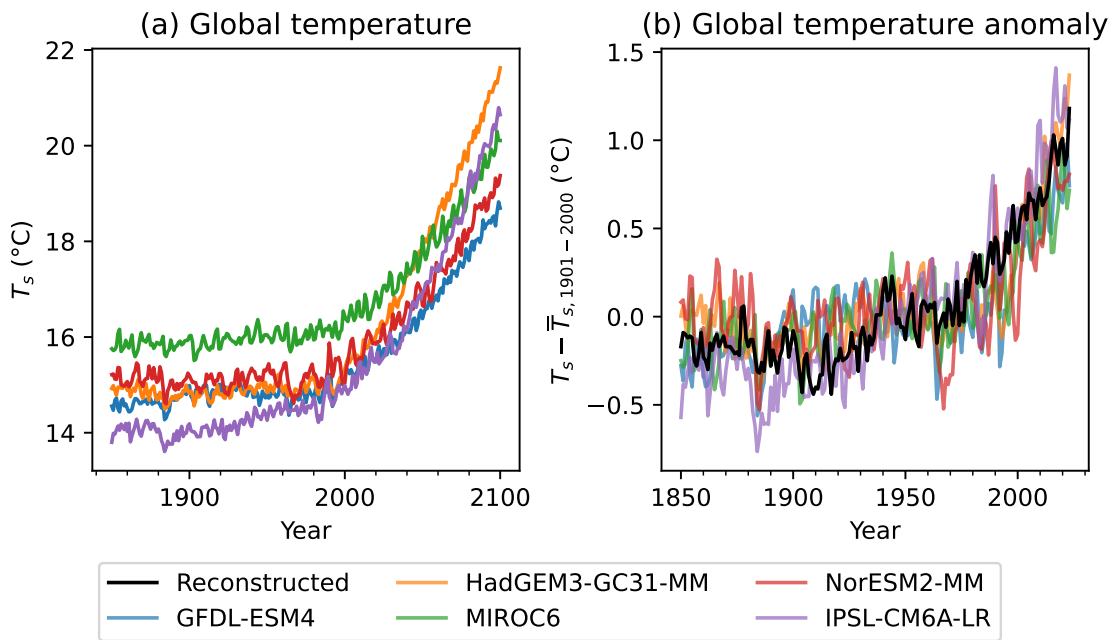 (a) Global temperature
22
20
18
16
14
1900
2000
2100
Year
T_s (°C)
(b) Global temperature anomaly
1.5
1.0
0.5
0.0
−0.5
1850
1900
1950
2000
Year
T_s − T̿_{s, 1901 − 2000} (°C)
Reconstructed
GFDL-ESM4
HadGEM3-GC31-MM
MIROC6
NorESM2-MM
IPSL-CM6A-LR